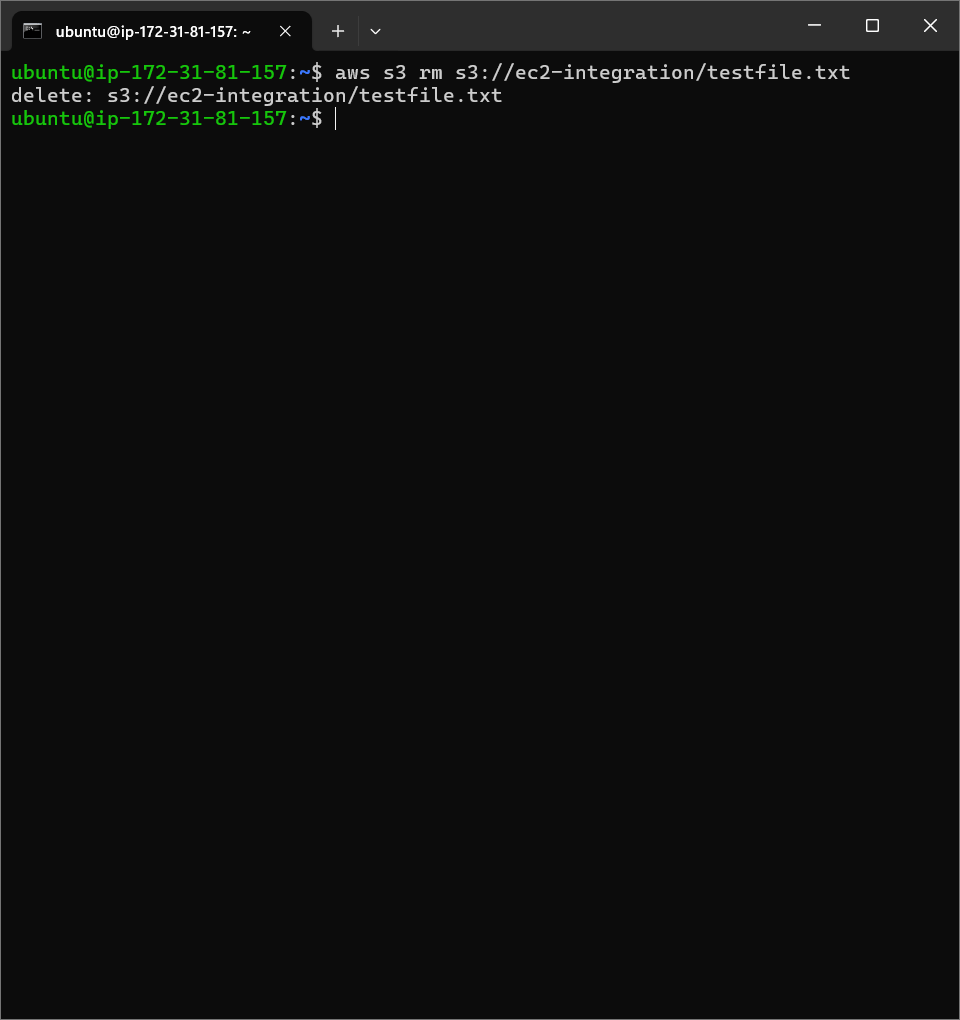 ubuntu@ip-172-31-81-157: ~
ubuntu@ip-172-31-81-157:~$ aws s3 rm s3://ec2-integration/testfile.txt
delete: s3://ec2-integration/testfile.txt
ubuntu@ip-172-31-81-157:~$